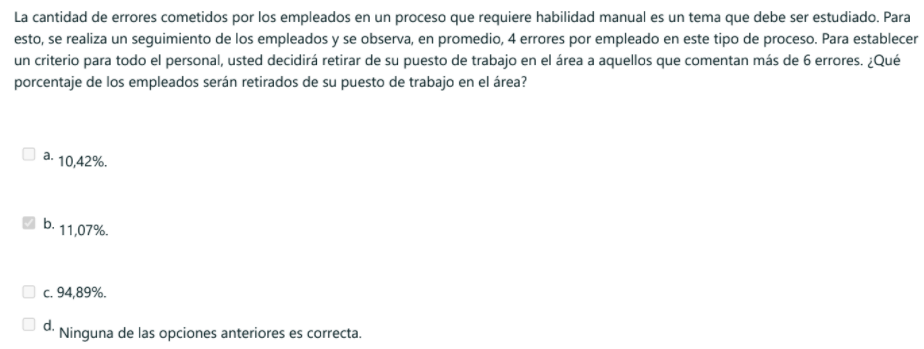 La cantidad de errores cometidos por los empleados en un proceso que requiere habilidad manual es un tema que debe ser estudiado. Para
esto, se realiza un seguimiento de los empleados y se observa, en promedio, 4 errores por empleado en este tipo de proceso. Para establecer
un criterio para todo el personal, usted decidirá retirar de su puesto de trabajo en el área a aquellos que comentan más de 6 errores. ¿Qué
porcentaje de los empleados serán retirados de su puesto de trabajo en el área?
a. 10,42%.
b. 11,07%.
c. 94,89%.
d. Ninguna de las opciones anteriores es correcta.